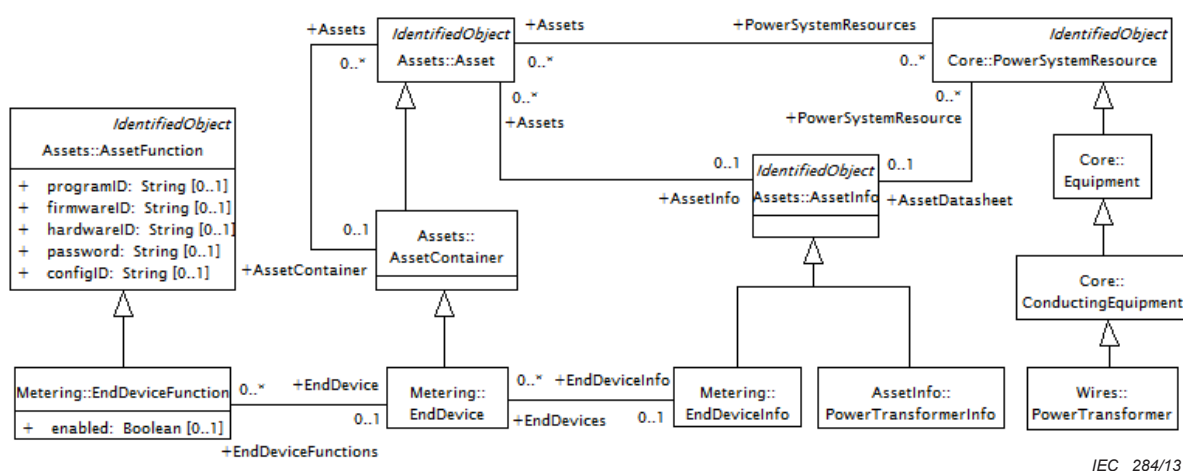 +Assets
IdentifiedObject
Assets::Asset
0..*
+Assets
0..*
+PowerSystemResources
0..*
IdentifiedObject
Core::PowerSystemResource
0..*
+Assets
0..*
+PowerSystemResource
IdentifiedObject
Assets::AssetFunction
+ programID: String [0..1]
+ firmwareID: String [0..1]
+ hardwareID: String [0..1]
+ password: String [0..1]
+ configID: String [0..1]
0..1
+AssetContainer
Assets::
AssetContainer
0..1
+AssetInfo
IdentifiedObject
Assets::AssetInfo
0..1
+AssetDatasheet
Core::
Equipment
Core::
ConductingEquipment
Metering::EndDeviceFunction
+ enabled: Boolean [0..1]
0..*
+EndDevice
0..1
+EndDeviceFunctions
Metering::
EndDevice
0..*
+EndDeviceInfo
+EndDevices
0..1
Metering::
EndDeviceInfo
AssetInfo::
PowerTransformerInfo
Wires::
PowerTransformer
IEC 284/13